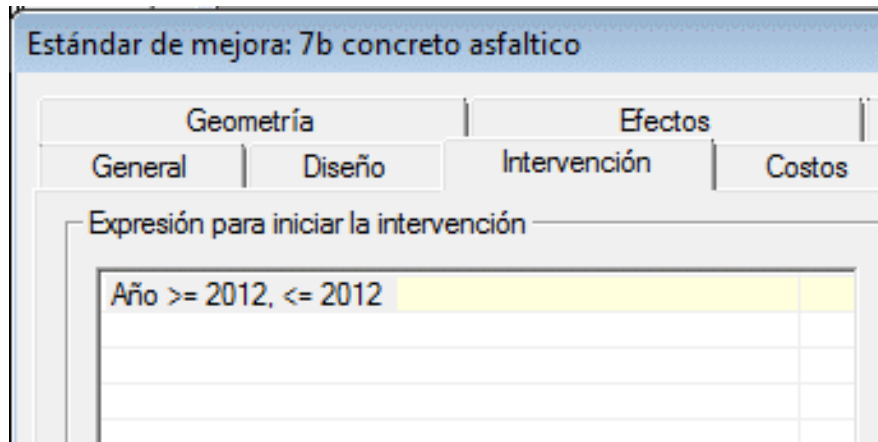 Estándar de mejora: 7b concreto asfaltico
Geometría Efectos
General Diseño Intervención Costos
Expresión para iniciar la intervención
Año >= 2012, <= 2012